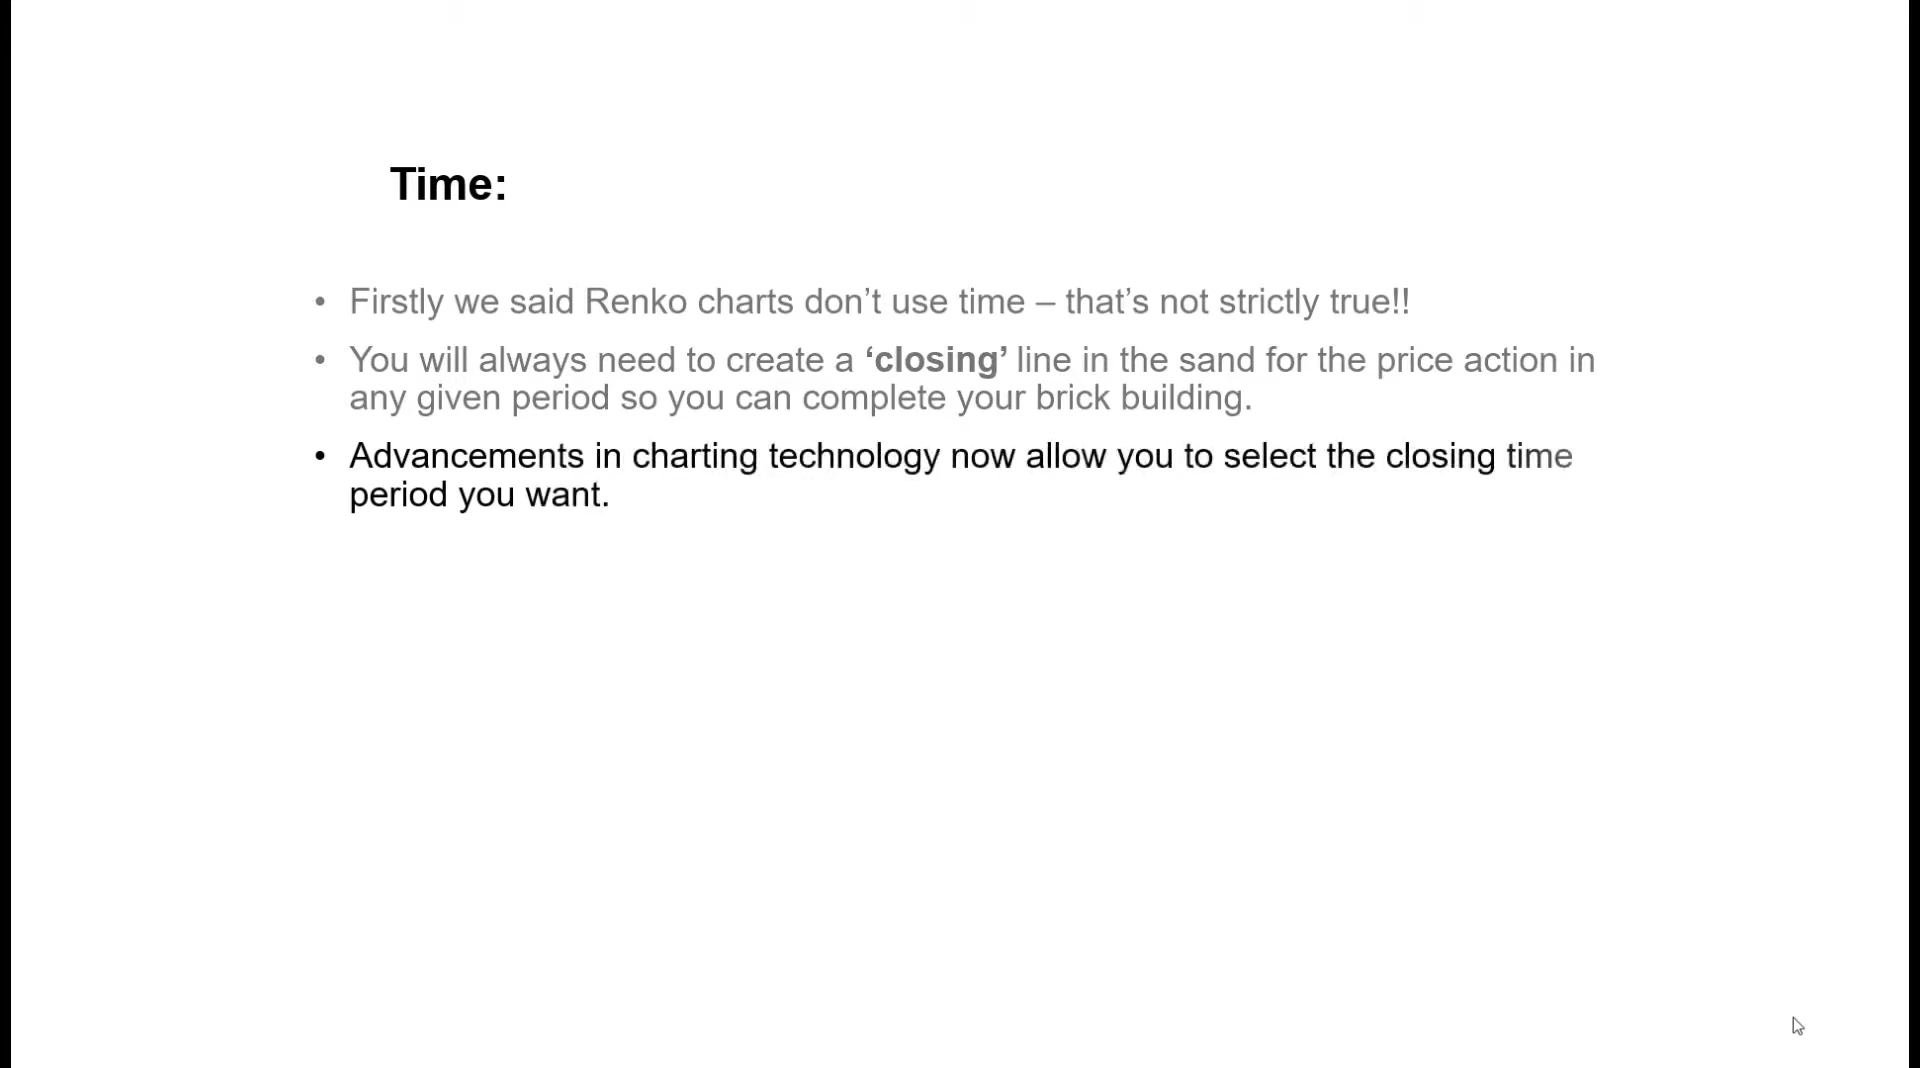 Time:
• Firstly we said Renko charts don’t use time – that’s not strictly true!!
• You will always need to create a ‘closing’ line in the sand for the price action in
any given period so you can complete your brick building.
• Advancements in charting technology now allow you to select the closing time
period you want.